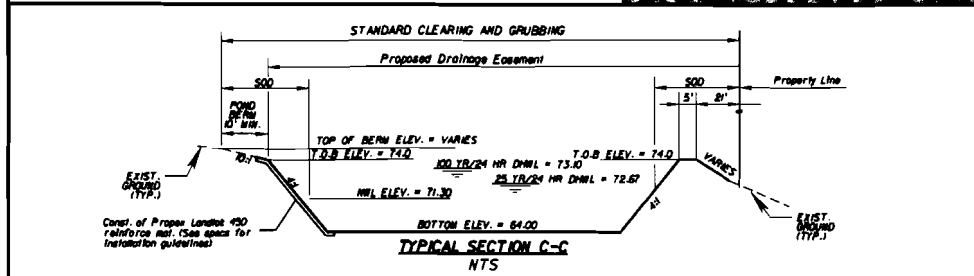 STANDARD CLEARING AND GRUBBING
Proposed Drainage Easement
SOD
SOD
Property Line
5'
21'
POND
BERM
10' MIN.
TOP OF BERM ELEV. = VARIES
T.O.B ELEV. = 74.0
T.O.B ELEV. = 74.0
VARIES
100 YR/24 HR DHWL = 73.10
25 YR/24 HR DHWL = 72.67
10:1
4:1
4:1
EXIST.
GROUND
(TYP.)
NWL ELEV. = 71.30
EXIST.
GROUND
(TYP.)
Const. of Propex Landlok 450
reinforce mat. (See specs for
installation guidelines)
BOTTOM ELEV. = 64.00
TYPICAL SECTION C-C
NTS